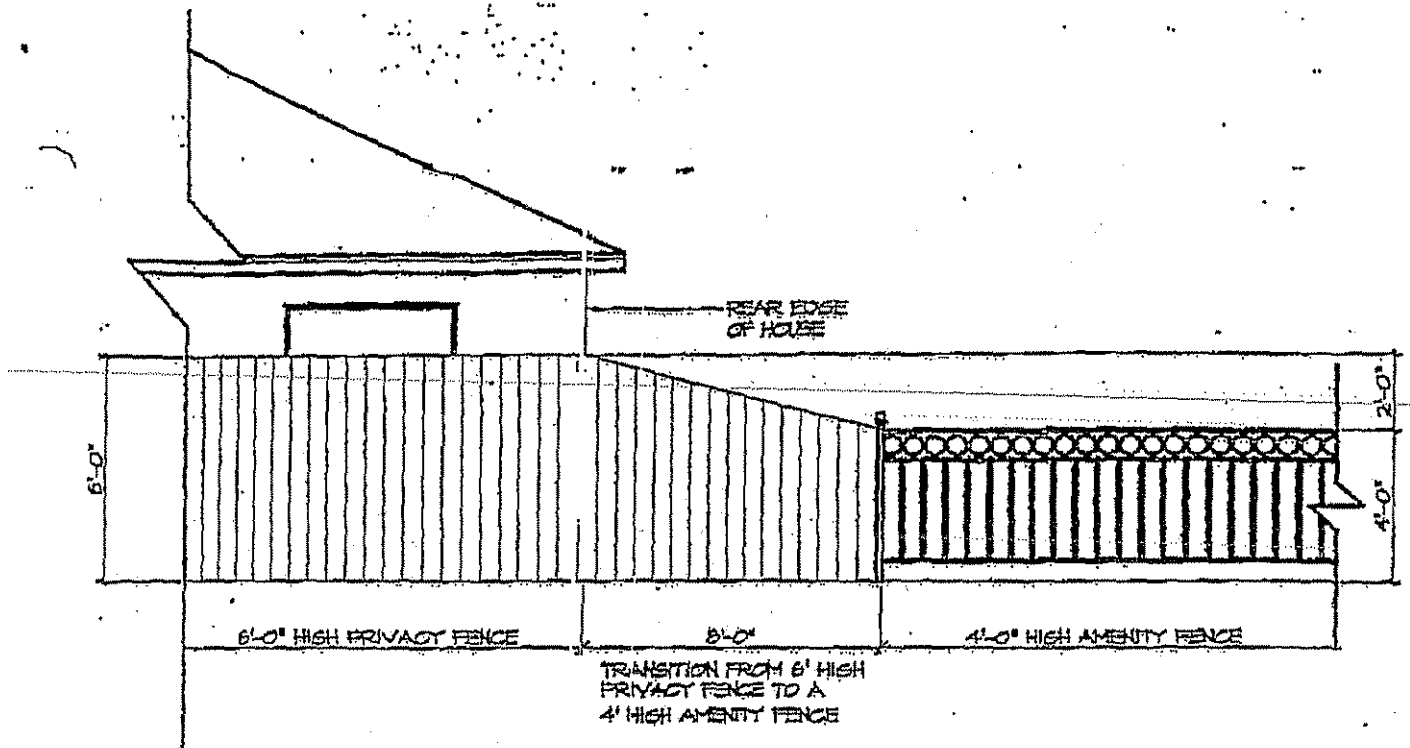 REAR EDGE
OF HOUSE
6'-0"
2'-0"
4'-0"
6'-0" HIGH PRIVACY FENCE
8'-0"
4'-0" HIGH AMENITY FENCE
TRANSITION FROM 6' HIGH
PRIVACY FENCE TO A
4' HIGH AMENITY FENCE